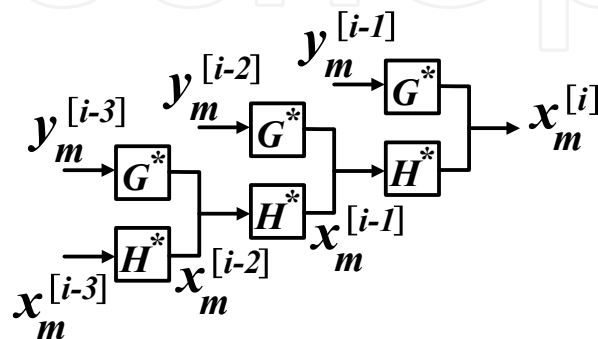 y_m^[i-1]
G*
x_m^[i]
y_m^[i-2]
G*
H*
x_m^[i-1]
y_m^[i-3]
G*
H*
x_m^[i-2]
H*
x_m^[i-3]